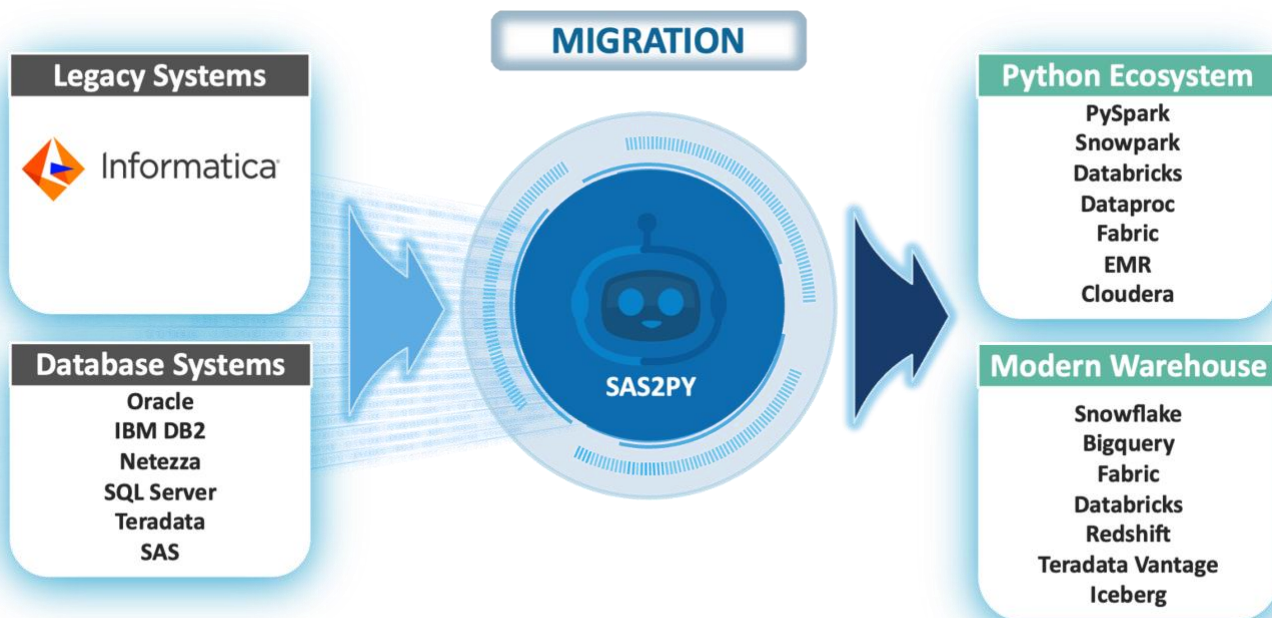 MIGRATION
Legacy Systems
Informatica
Database Systems
Oracle
IBM DB2
Netezza
SQL Server
Teradata
SAS
SAS2PY
Python Ecosystem
PySpark
Snowpark
Databricks
Dataproc
Fabric
EMR
Cloudera
Modern Warehouse
Snowflake
Bigquery
Fabric
Databricks
Redshift
Teradata Vantage
Iceberg